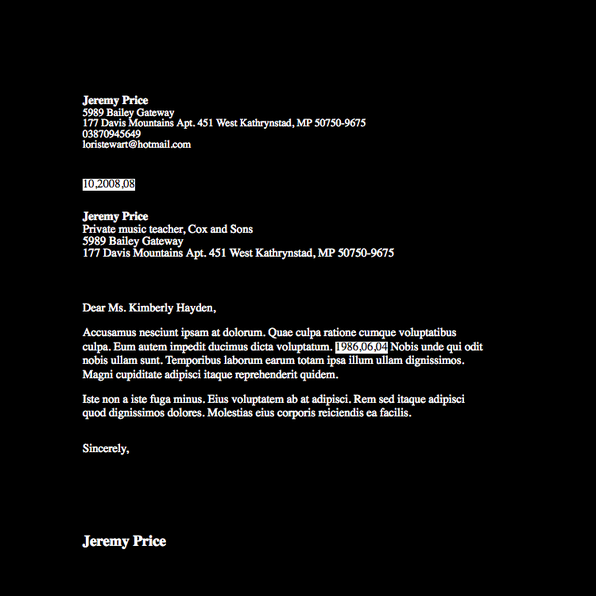 Jeremy Price
5989 Bailey Gateway
177 Davis Mountains Apt. 451 West Kathrynstad, MP 50750-9675
03870945649
loristewart@hotmail.com
10,2008,08
Jeremy Price
Private music teacher, Cox and Sons
5989 Bailey Gateway
177 Davis Mountains Apt. 451 West Kathrynstad, MP 50750-9675
Dear Ms. Kimberly Hayden,
Accusamus nesciunt ipsam at dolorum. Quae culpa ratione cumque voluptatibus
culpa. Eum autem impedit ducimus dicta voluptatum. 1986,06,04 Nobis unde qui odit
nobis ullam sunt. Temporibus laborum earum totam ipsa illum ullam dignissimos.
Magni cupiditate adipisci itaque reprehenderit quidem.
Iste non a iste fuga minus. Eius voluptatem ab at adipisci. Rem sed itaque adipisci
quod dignissimos dolores. Molestias eius corporis reiciendis ea facilis.
Sincerely,
Jeremy Price